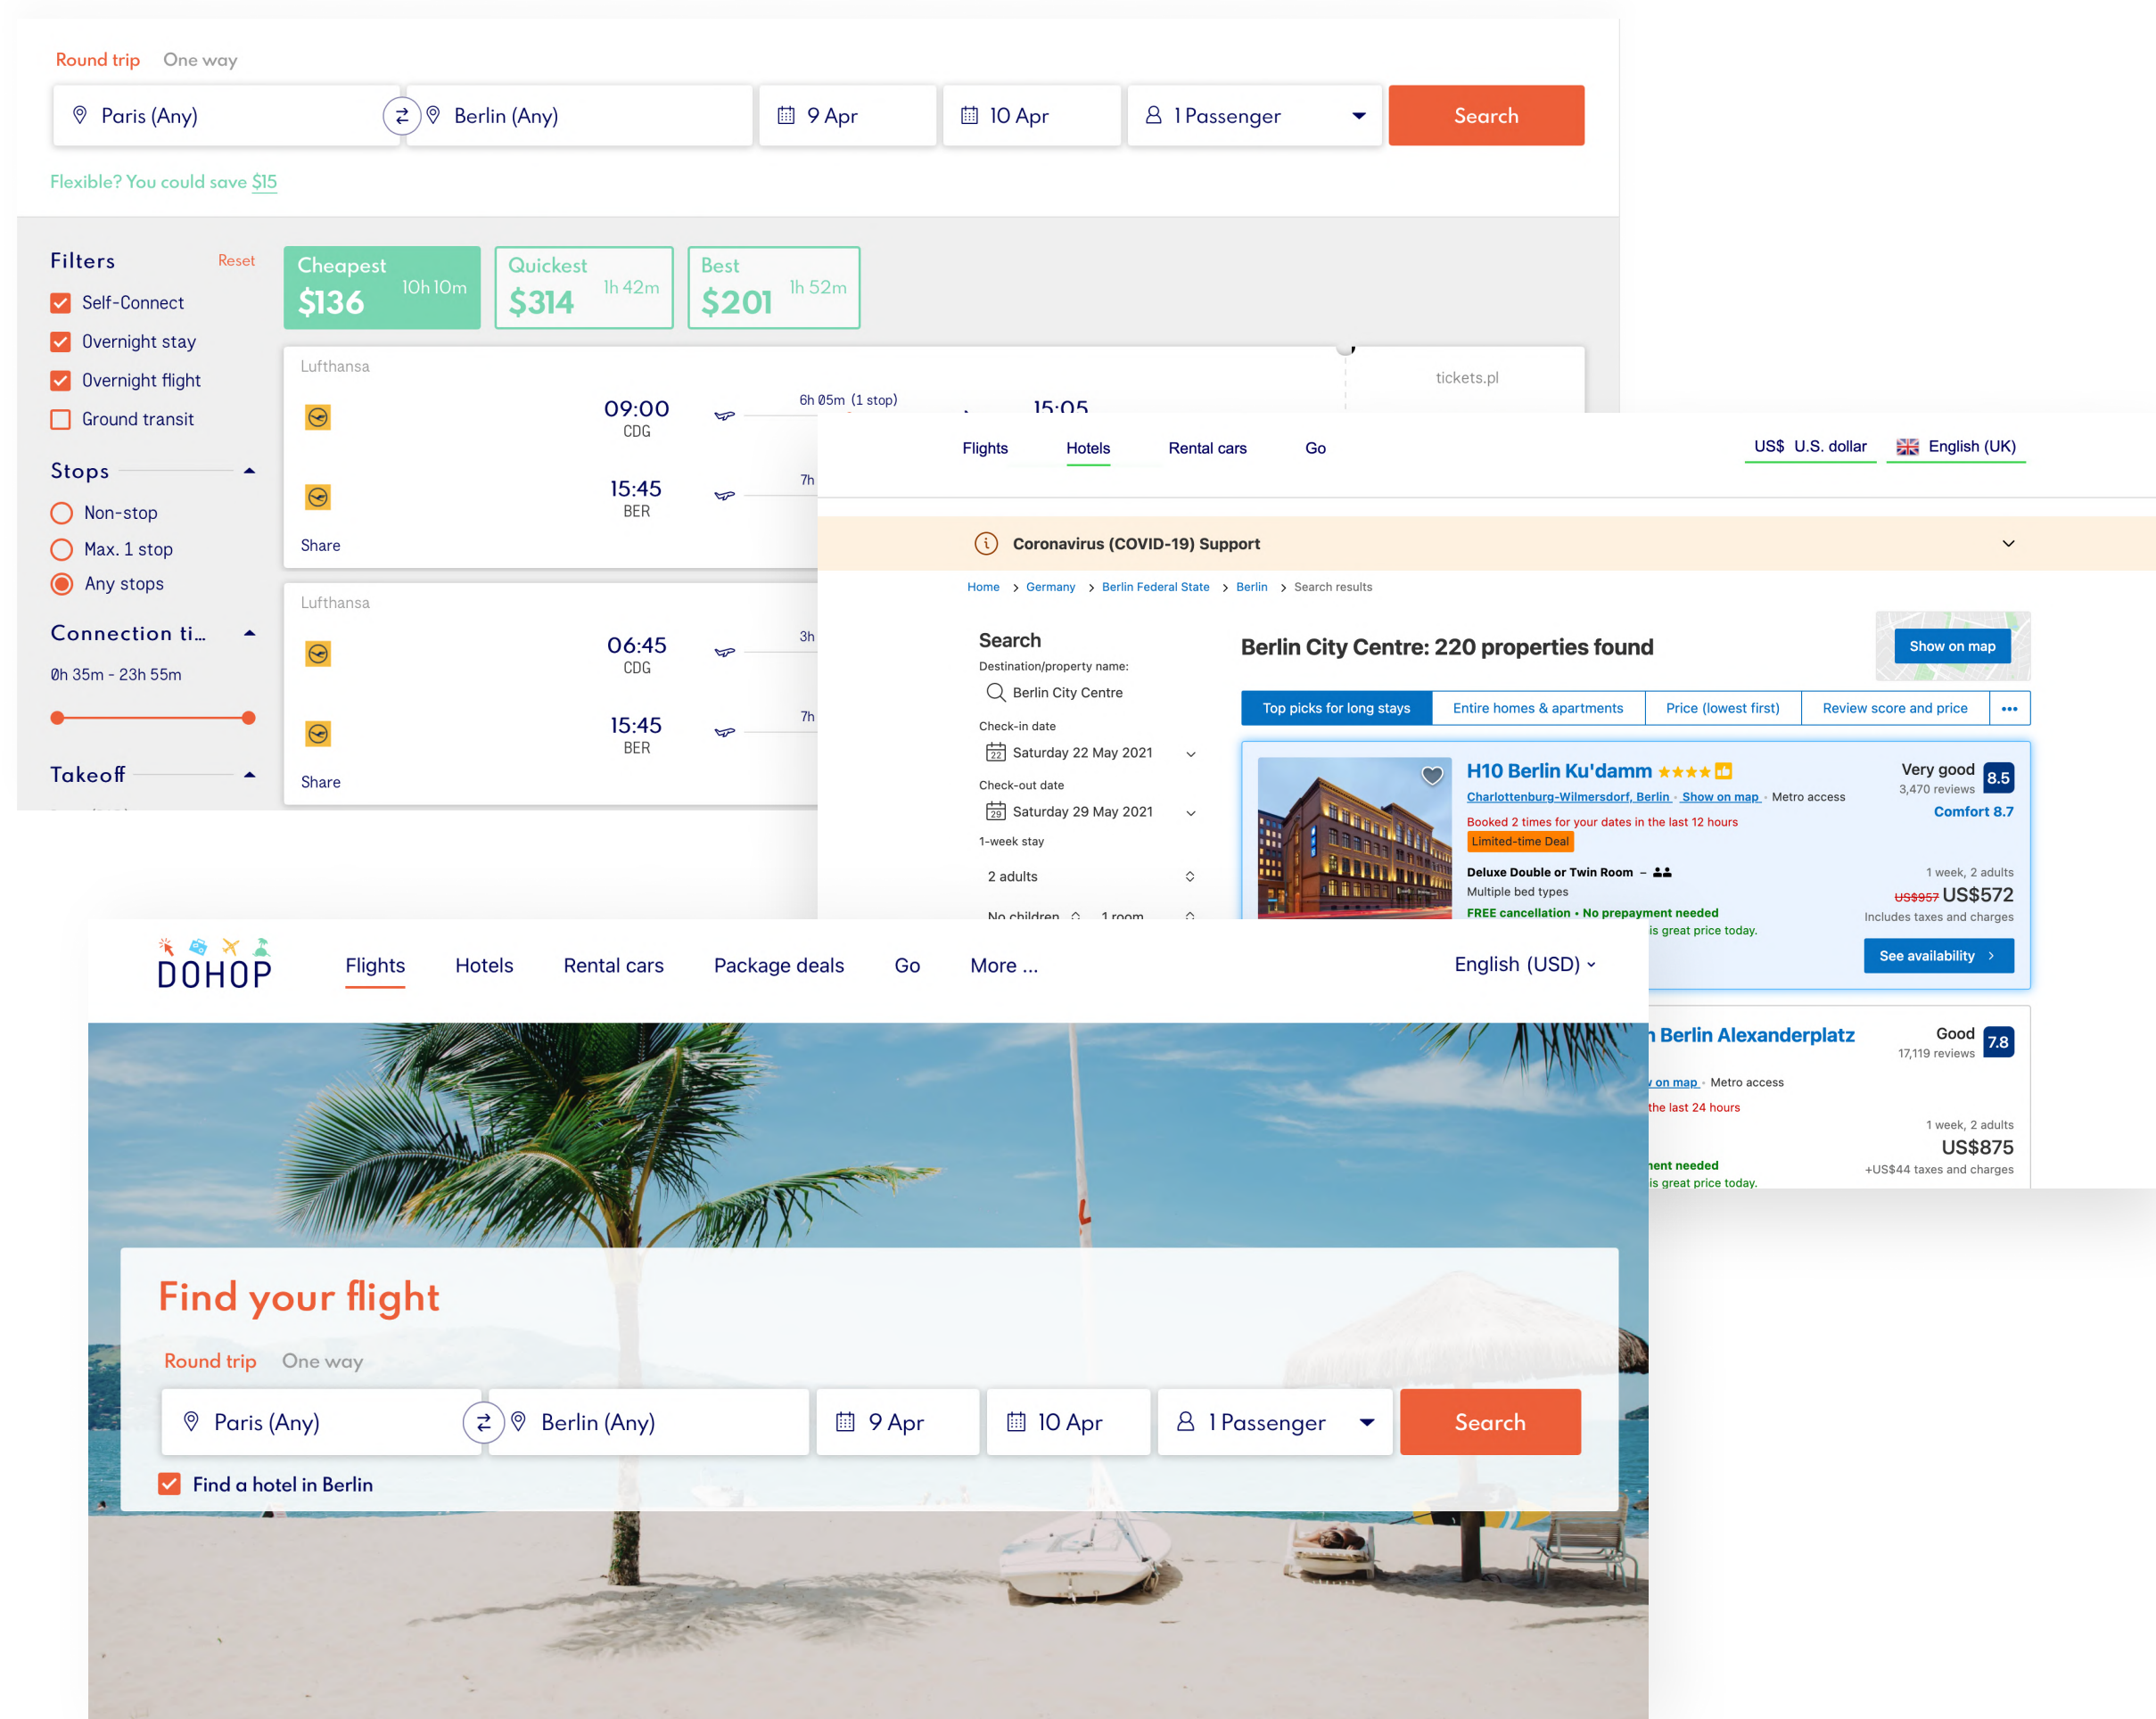 Round trip One way
Paris (Any) Berlin (Any) 9 Apr 10 Apr 1 Passenger Search
Flexible? You could save $15
Filters Reset
Self-Connect
Overnight stay
Overnight flight
Ground transit
Stops
Non-stop
Max. 1 stop
Any stops
Connection ti...
0h 35m - 23h 55m
Takeoff
Cheapest
$136 10h 10m
Quickest
$314 1h 42m
Best
$201 1h 52m
Lufthansa
tickets.pl
09:00 6h 05m (1 stop) 15:05
CDG
15:45 7h
BER
Share
Lufthansa
06:45 3h
CDG
15:45 7h
BER
Share
Flights Hotels Rental cars Go US$ U.S. dollar English (UK)
Coronavirus (COVID-19) Support
Home > Germany > Berlin Federal State > Berlin > Search results
Search
Destination/property name:
Berlin City Centre
Check-in date
22 Saturday 22 May 2021
Check-out date
29 Saturday 29 May 2021
1-week stay
2 adults
No children 1 room
Berlin City Centre: 220 properties found
Show on map
Top picks for long stays Entire homes & apartments Price (lowest first) Review score and price •••
H10 Berlin Ku'damm
Very good 8.5
3,470 reviews
Comfort 8.7
Charlottenburg-Wilmersdorf, Berlin · Show on map · Metro access
Booked 2 times for your dates in the last 12 hours
Limited-time Deal
Deluxe Double or Twin Room –
Multiple bed types
FREE cancellation • No prepayment needed
is great price today.
1 week, 2 adults
US$957 US$572
Includes taxes and charges
See availability
Berlin Alexanderplatz
Good 7.8
17,119 reviews
on map · Metro access
the last 24 hours
1 week, 2 adults
US$875
+US$44 taxes and charges
needed
is great price today.
DOHOP Flights Hotels Rental cars Package deals Go More ... English (USD)
Find your flight
Round trip One way
Paris (Any) Berlin (Any) 9 Apr 10 Apr 1 Passenger Search
Find a hotel in Berlin